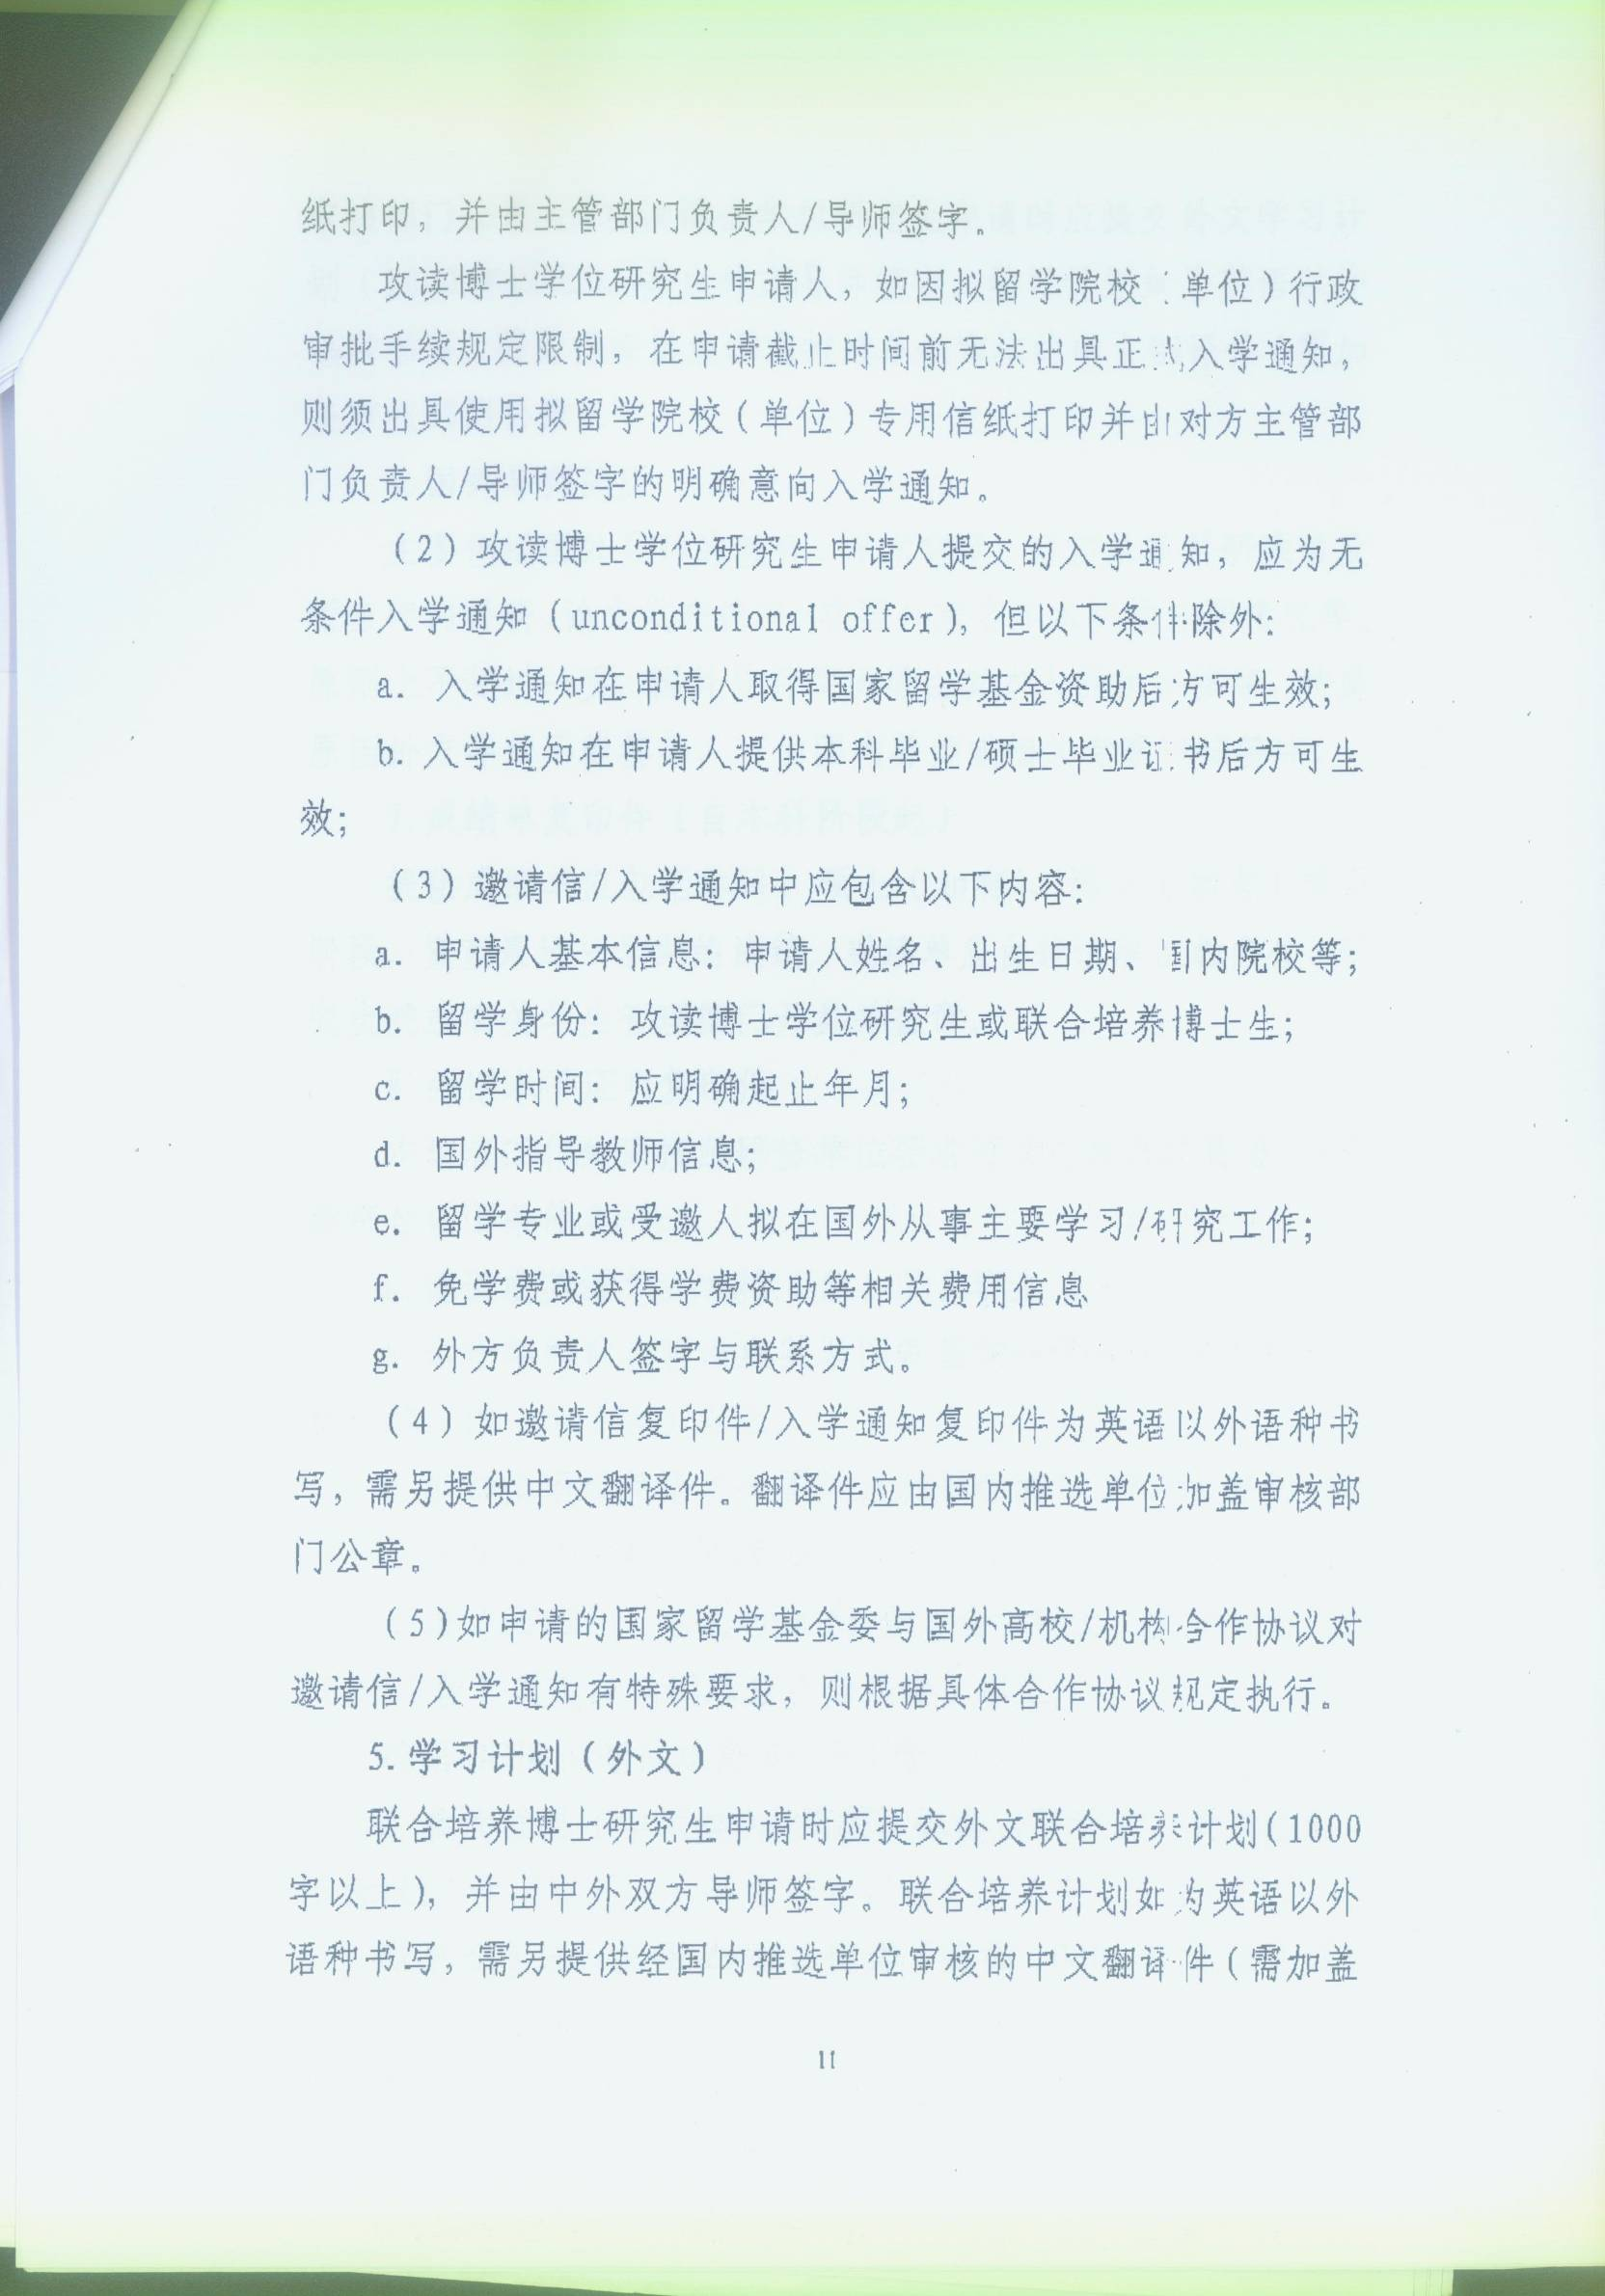 纸打印，并由主管部门负责人/导师签字。
攻读博士学位研究生申请人，如因拟留学院校（单位）行政
审批手续规定限制，在申请截止时间前无法出具正式入学通知，
则须出具使用拟留学院校（单位）专用信纸打印并由对方主管部
门负责人/导师签字的明确意向入学通知。
（2）攻读博士学位研究生申请人提交的入学通知，应为无
条件入学通知（unconditional offer），但以下条件除外：
a. 入学通知在申请人取得国家留学基金资助后方可生效；
b. 入学通知在申请人提供本科毕业/硕士毕业证书后方可生
效；
（3）邀请信/入学通知中应包含以下内容：
a. 申请人基本信息：申请人姓名、出生日期、国内院校等；
b. 留学身份：攻读博士学位研究生或联合培养博士生；
c. 留学时间：应明确起止年月；
d. 国外指导教师信息；
e. 留学专业或受邀人拟在国外从事主要学习/研究工作；
f. 免学费或获得学费资助等相关费用信息
g. 外方负责人签字与联系方式。
（4）如邀请信复印件/入学通知复印件为英语以外语种书
写，需另提供中文翻译件。翻译件应由国内推选单位加盖审核部
门公章。
（5）如申请的国家留学基金委与国外高校/机构合作协议对
邀请信/入学通知有特殊要求，则根据具体合作协议规定执行。
5.学习计划（外文）
联合培养博士研究生申请时应提交外文联合培养计划（1000
字以上），并由中外双方导师签字。联合培养计划如为英语以外
语种书写，需另提供经国内推选单位审核的中文翻译件（需加盖
11